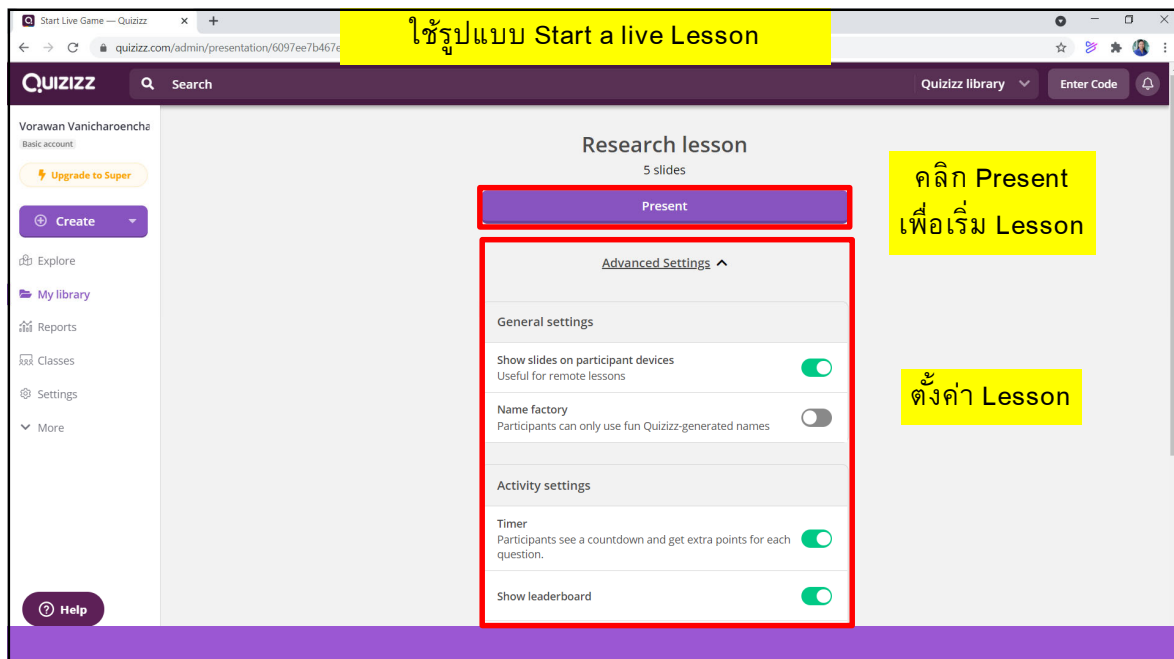 Start Live Game — Quizizz
ใช้รูปแบบ Start a live Lesson
quizizz.com/admin/presentation/6097ee7b467e
QUIZIZZ
Search
Quizizz library
Enter Code
Vorawan Vanicharoencha
Basic account
Upgrade to Super
Create
Explore
My library
Reports
Classes
Settings
More
Help
Research lesson
5 slides
Present
คลิก Present
เพื่อเริ่ม Lesson
Advanced Settings
General settings
Show slides on participant devices
Useful for remote lessons
Name factory
Participants can only use fun Quizizz-generated names
ตั้งค่า Lesson
Activity settings
Timer
Participants see a countdown and get extra points for each
question.
Show leaderboard